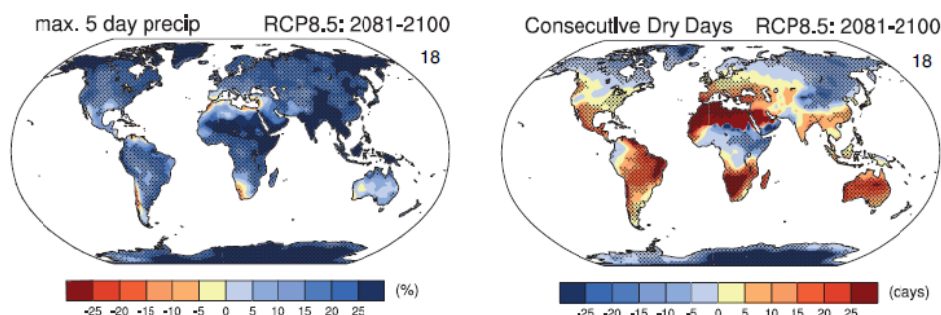 max. 5 day precip RCP8.5: 2081-2100
18
-25 -20 -15 -10 -5 0 5 10 15 20 25 (%)
Consecutive Dry Days RCP8.5: 2081-2100
18
-25 -20 -15 -10 -5 0 5 10 15 20 25 (cays)